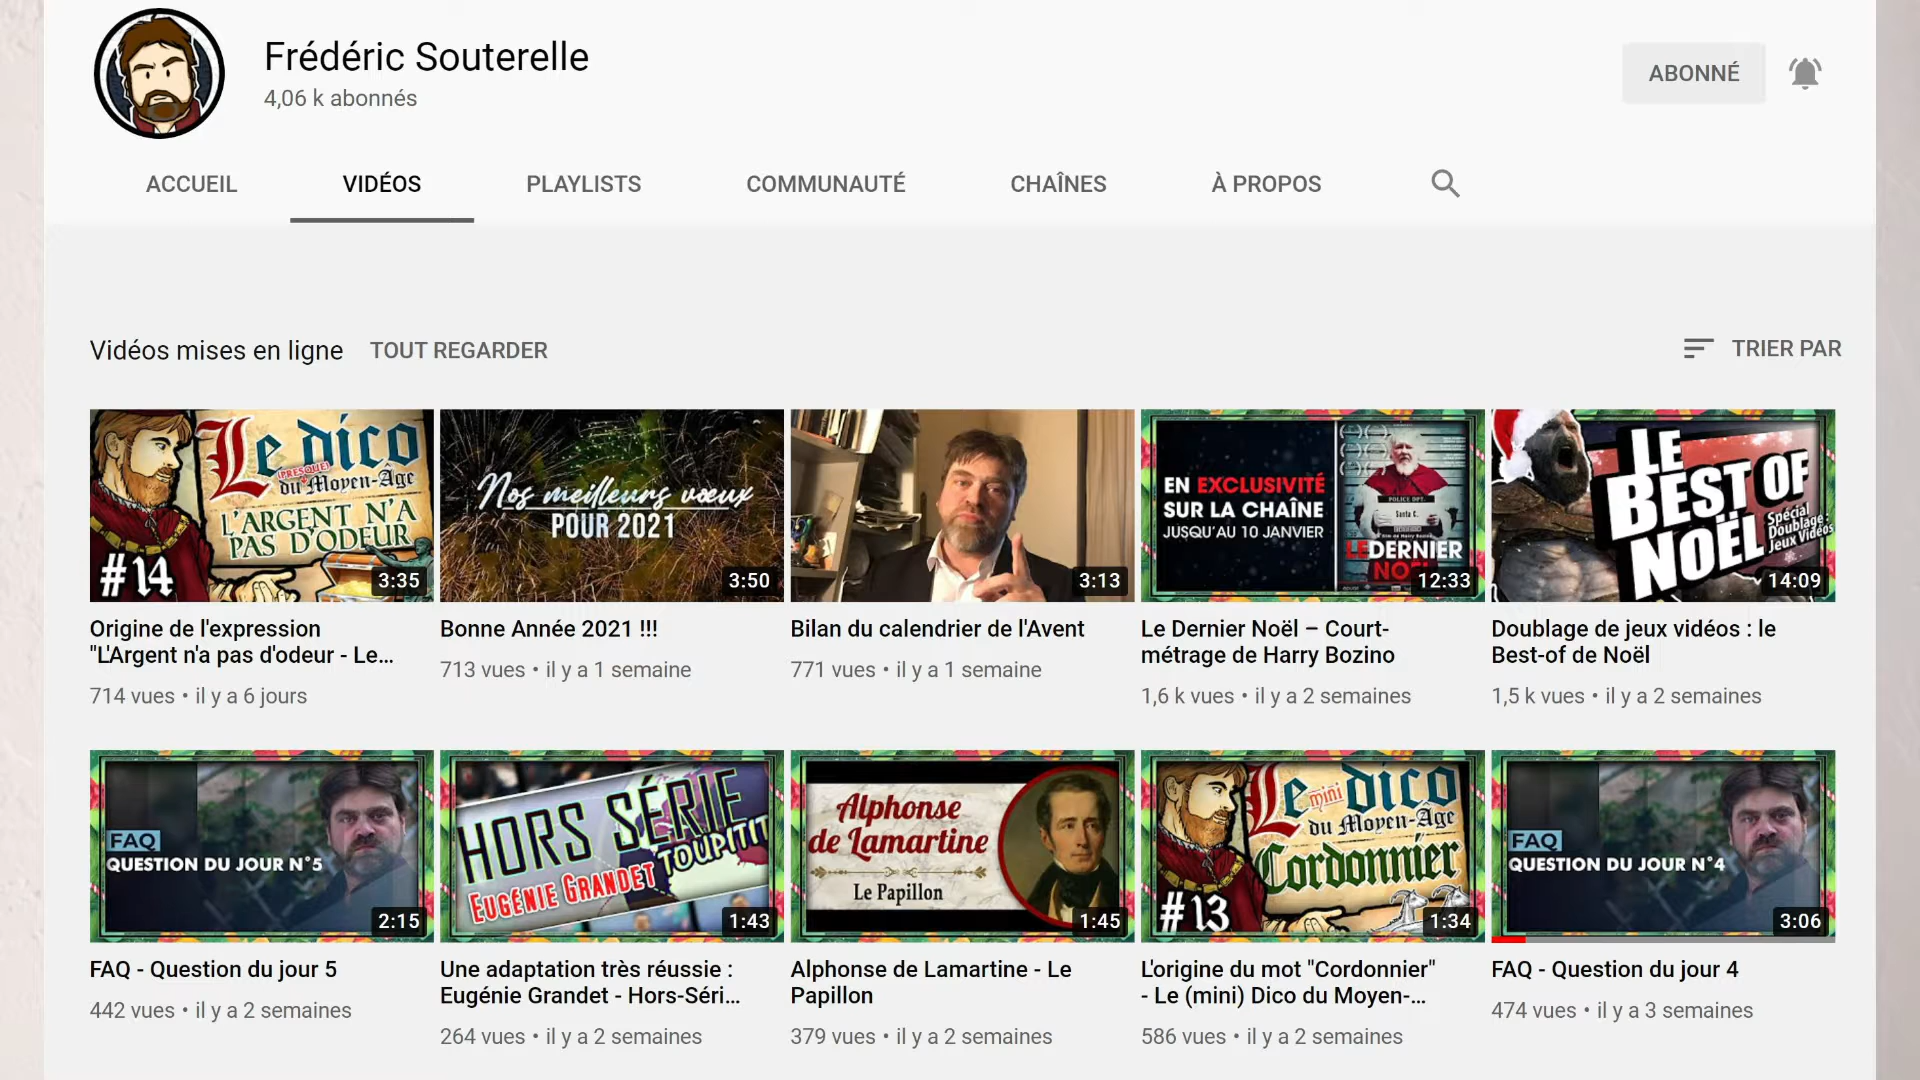 Frédéric Souterelle
4,06 k abonnés
ABONNÉ
ACCUEIL
VIDÉOS
PLAYLISTS
COMMUNAUTÉ
CHAÎNES
À PROPOS
Vidéos mises en ligne
TOUT REGARDER
TRIER PAR
Le dico
(PRESQUE)
du Moyen-Âge
L'ARGENT N'A
PAS D'ODEUR
#14
3:35
Origine de l'expression
"L'Argent n'a pas d'odeur - Le...
714 vues • il y a 6 jours
Nos meilleurs vœux
POUR 2021
3:50
Bonne Année 2021 !!!
713 vues • il y a 1 semaine
3:13
Bilan du calendrier de l'Avent
771 vues • il y a 1 semaine
EN EXCLUSIVITÉ
SUR LA CHAÎNE
JUSQU'AU 10 JANVIER
POLICE DPT.
Santa C.
LE DERNIER
NOËL
12:33
Le Dernier Noël – Court-
métrage de Harry Bozino
1,6 k vues • il y a 2 semaines
LE
BEST OF
NOËL
Spécial
Doublage :
Jeux Vidéos
14:09
Doublage de jeux vidéos : le
Best-of de Noël
1,5 k vues • il y a 2 semaines
FAQ
QUESTION DU JOUR N°5
2:15
FAQ - Question du jour 5
442 vues • il y a 2 semaines
HORS SÉRIE
EUGÉNIE GRANDET
TOUPITIT
1:43
Une adaptation très réussie :
Eugénie Grandet - Hors-Séri...
264 vues • il y a 2 semaines
Alphonse
de Lamartine
Le Papillon
1:45
Alphonse de Lamartine - Le
Papillon
379 vues • il y a 2 semaines
Le mini dico
du Moyen-Âge
Cordonnier
#13
1:34
L'origine du mot "Cordonnier"
- Le (mini) Dico du Moyen-...
586 vues • il y a 2 semaines
FAQ
QUESTION DU JOUR N°4
3:06
FAQ - Question du jour 4
474 vues • il y a 3 semaines